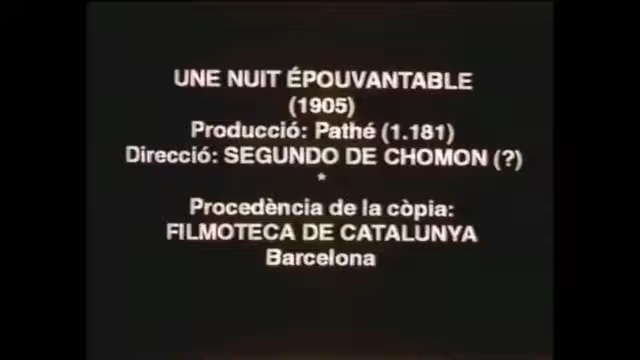 UNE NUIT ÉPOUVANTABLE
(1905)
Producció: Pathé (1.181)
Direcció: SEGUNDO DE CHOMON (?)
*
Procedència de la còpia:
FILMOTECA DE CATALUNYA
Barcelona